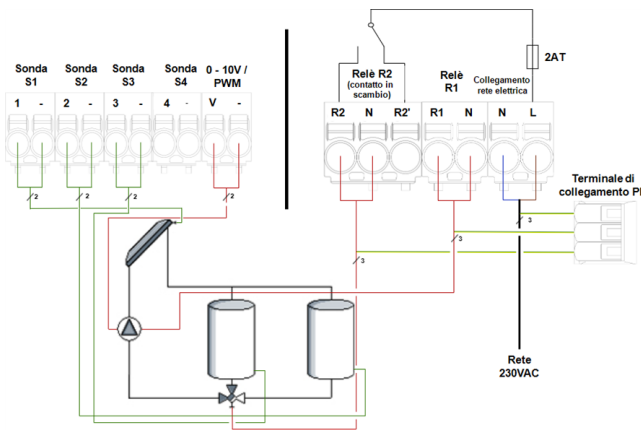 2AT
Sonda S1
Sonda S2
Sonda S3
Sonda S4
0 - 10V / PWM
Relè R2
(contatto in scambio)
Relè R1
Collegamento rete elettrica
1 - 2 - 3 - 4 - V -
R2 N R2' R1 N N L
Terminale di
collegamento PE
2
2
2
2
3
3
3
Rete
230VAC